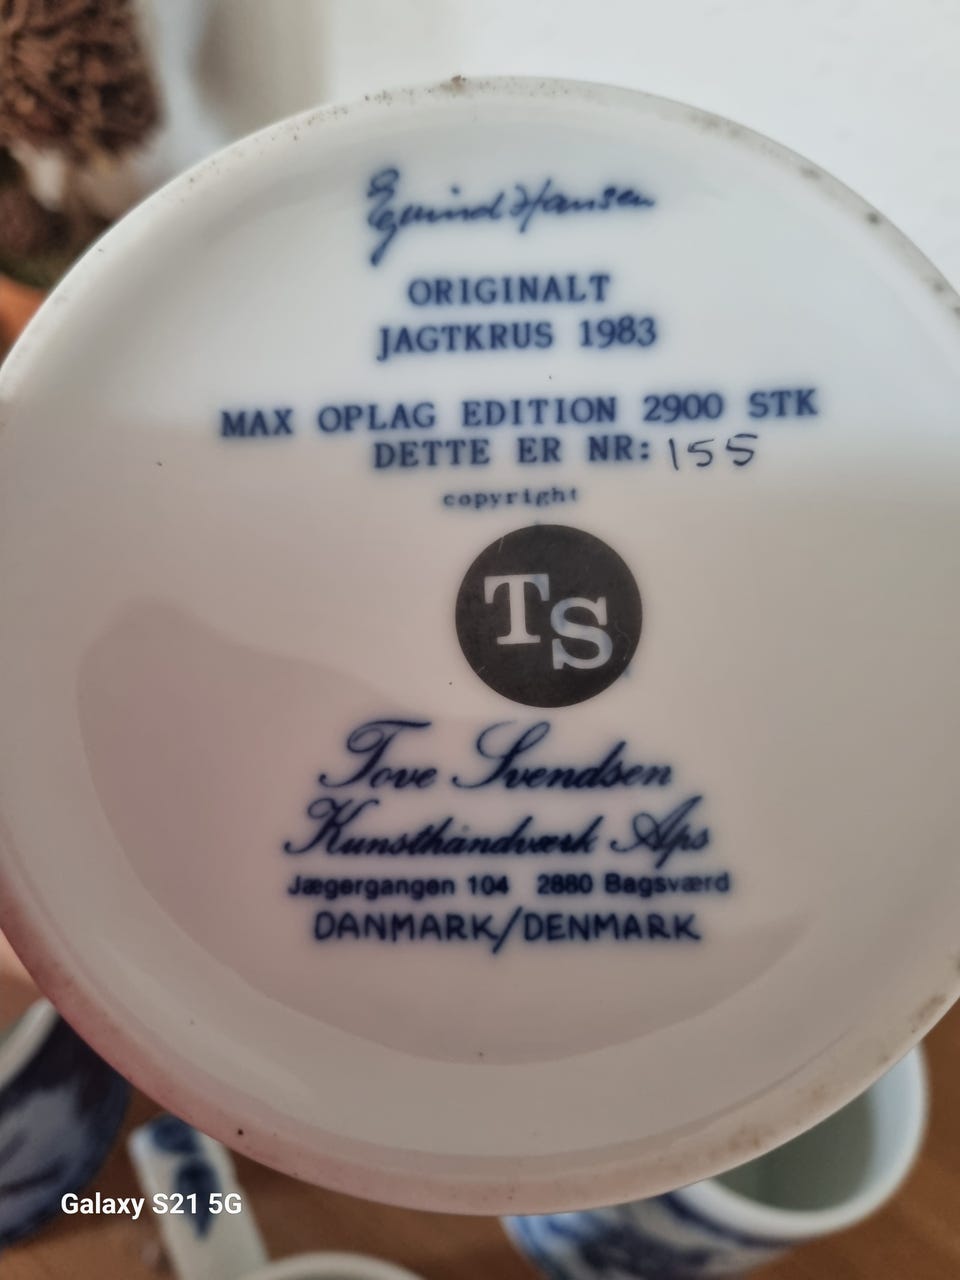 Egvind Hansen
ORIGINALT
JAGTKRUS 1983
MAX OPLAG EDITION 2900 STK
DETTE ER NR: 155
copyright
TS
Tove Svendsen
Kunsthåndværk Aps
Jægergangen 104 2880 Bagsværd
DANMARK/DENMARK
Galaxy S21 5G